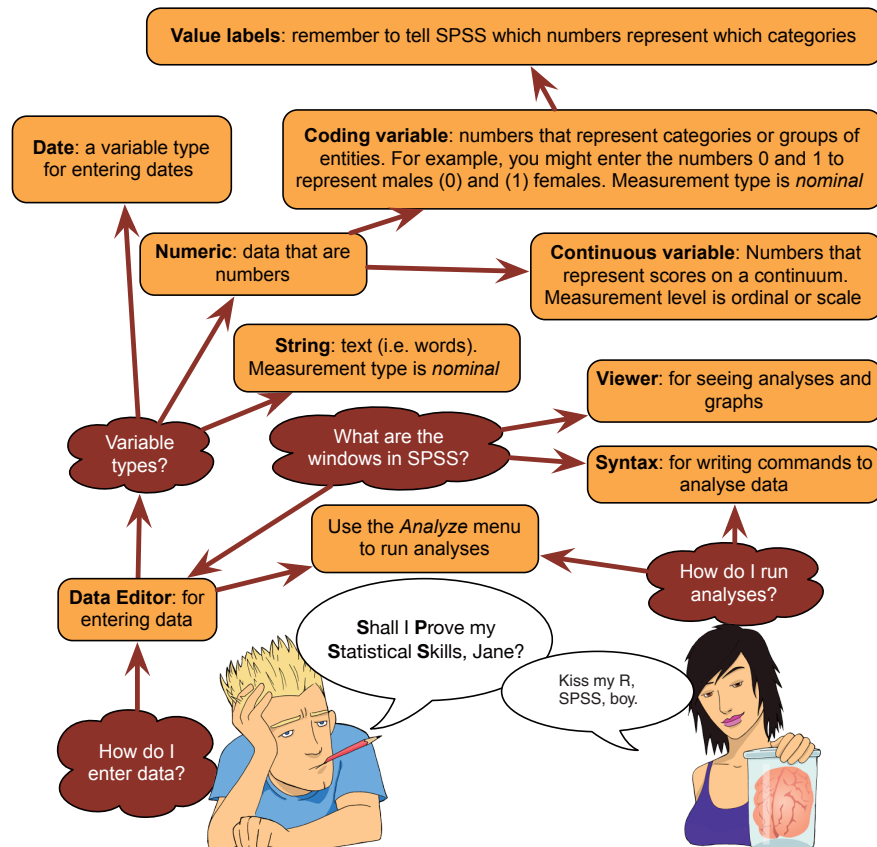 Value labels: remember to tell SPSS which numbers represent which categories
Date: a variable type
for entering dates
Coding variable: numbers that represent categories or groups of
entities. For example, you might enter the numbers 0 and 1 to
represent males (0) and (1) females. Measurement type is nominal
Numeric: data that are
numbers
Continuous variable: Numbers that
represent scores on a continuum.
Measurement level is ordinal or scale
String: text (i.e. words).
Measurement type is nominal
Viewer: for seeing analyses and
graphs
Variable
types?
What are the
windows in SPSS?
Syntax: for writing commands to
analyse data
Use the Analyze menu
to run analyses
How do I run
analyses?
Data Editor: for
entering data
Shall I Prove my
Statistical Skills, Jane?
Kiss my R,
SPSS, boy.
How do I
enter data?